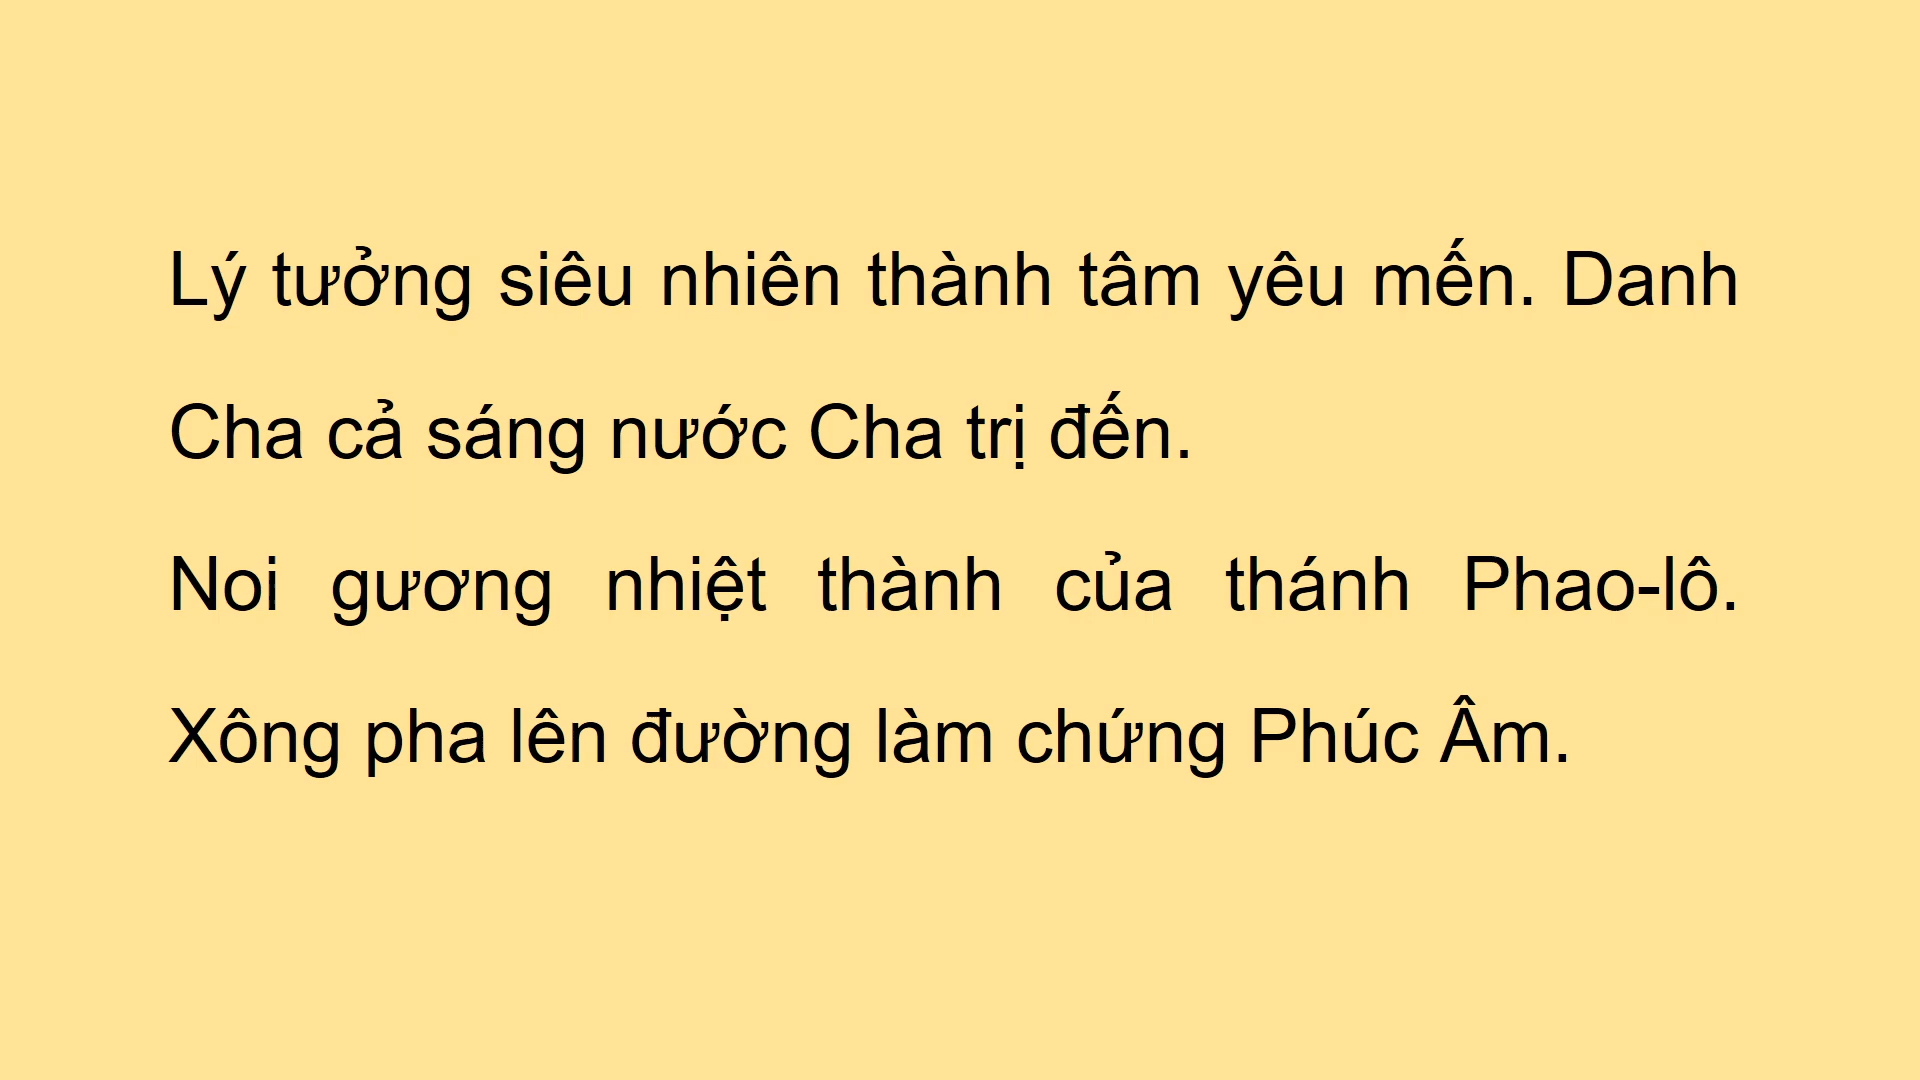 Lý tưởng siêu nhiên thành tâm yêu mến. Danh
Cha cả sáng nước Cha trị đến.
Noi gương nhiệt thành của thánh Phao-lô.
Xông pha lên đường làm chứng Phúc Âm.